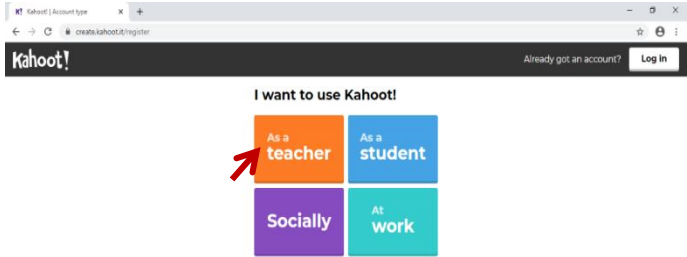 K! Kahoot! | Account type
create.kahoot.it/register
Kahoot!
Already got an account?
Log in
I want to use Kahoot!
As a
teacher
As a
student
Socially
At
work